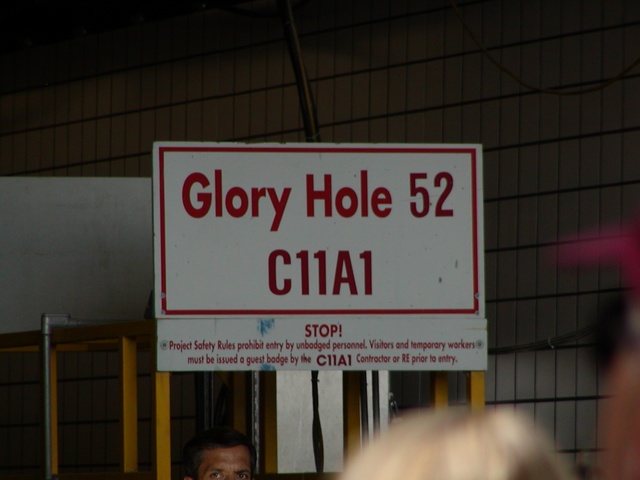 Glory Hole 52
C11A1
STOP!
Project Safety Rules prohibit entry by unbadged personnel. Visitors and temporary workers
must be issued a guest badge by the C11A1 Contractor or RE prior to entry.